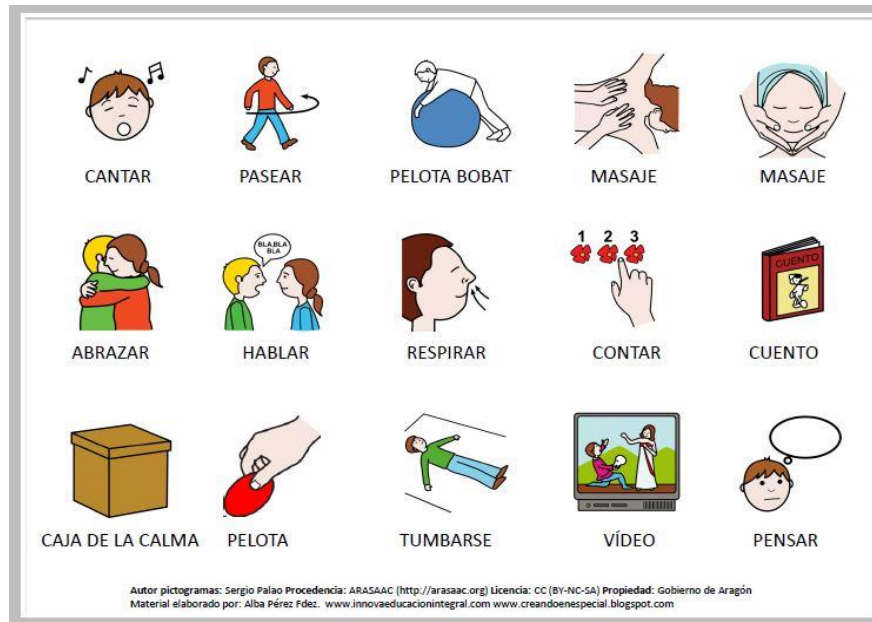 CANTAR PASEAR PELOTA BOBAT MASAJE MASAJE
BLA,BLA
BLA
1 2 3
CUENTO
ABRAZAR HABLAR RESPIRAR CONTAR CUENTO
CAJA DE LA CALMA PELOTA TUMBARSE VÍDEO PENSAR
Autor pictogramas: Sergio Palao Procedencia: ARASAAC (http://arasaac.org) Licencia: CC (BY-NC-SA) Propiedad: Gobierno de Aragón
Material elaborado por: Alba Pérez Fdez. www.innovaeducacionintegral.com www.creandoenespecial.blogspot.com